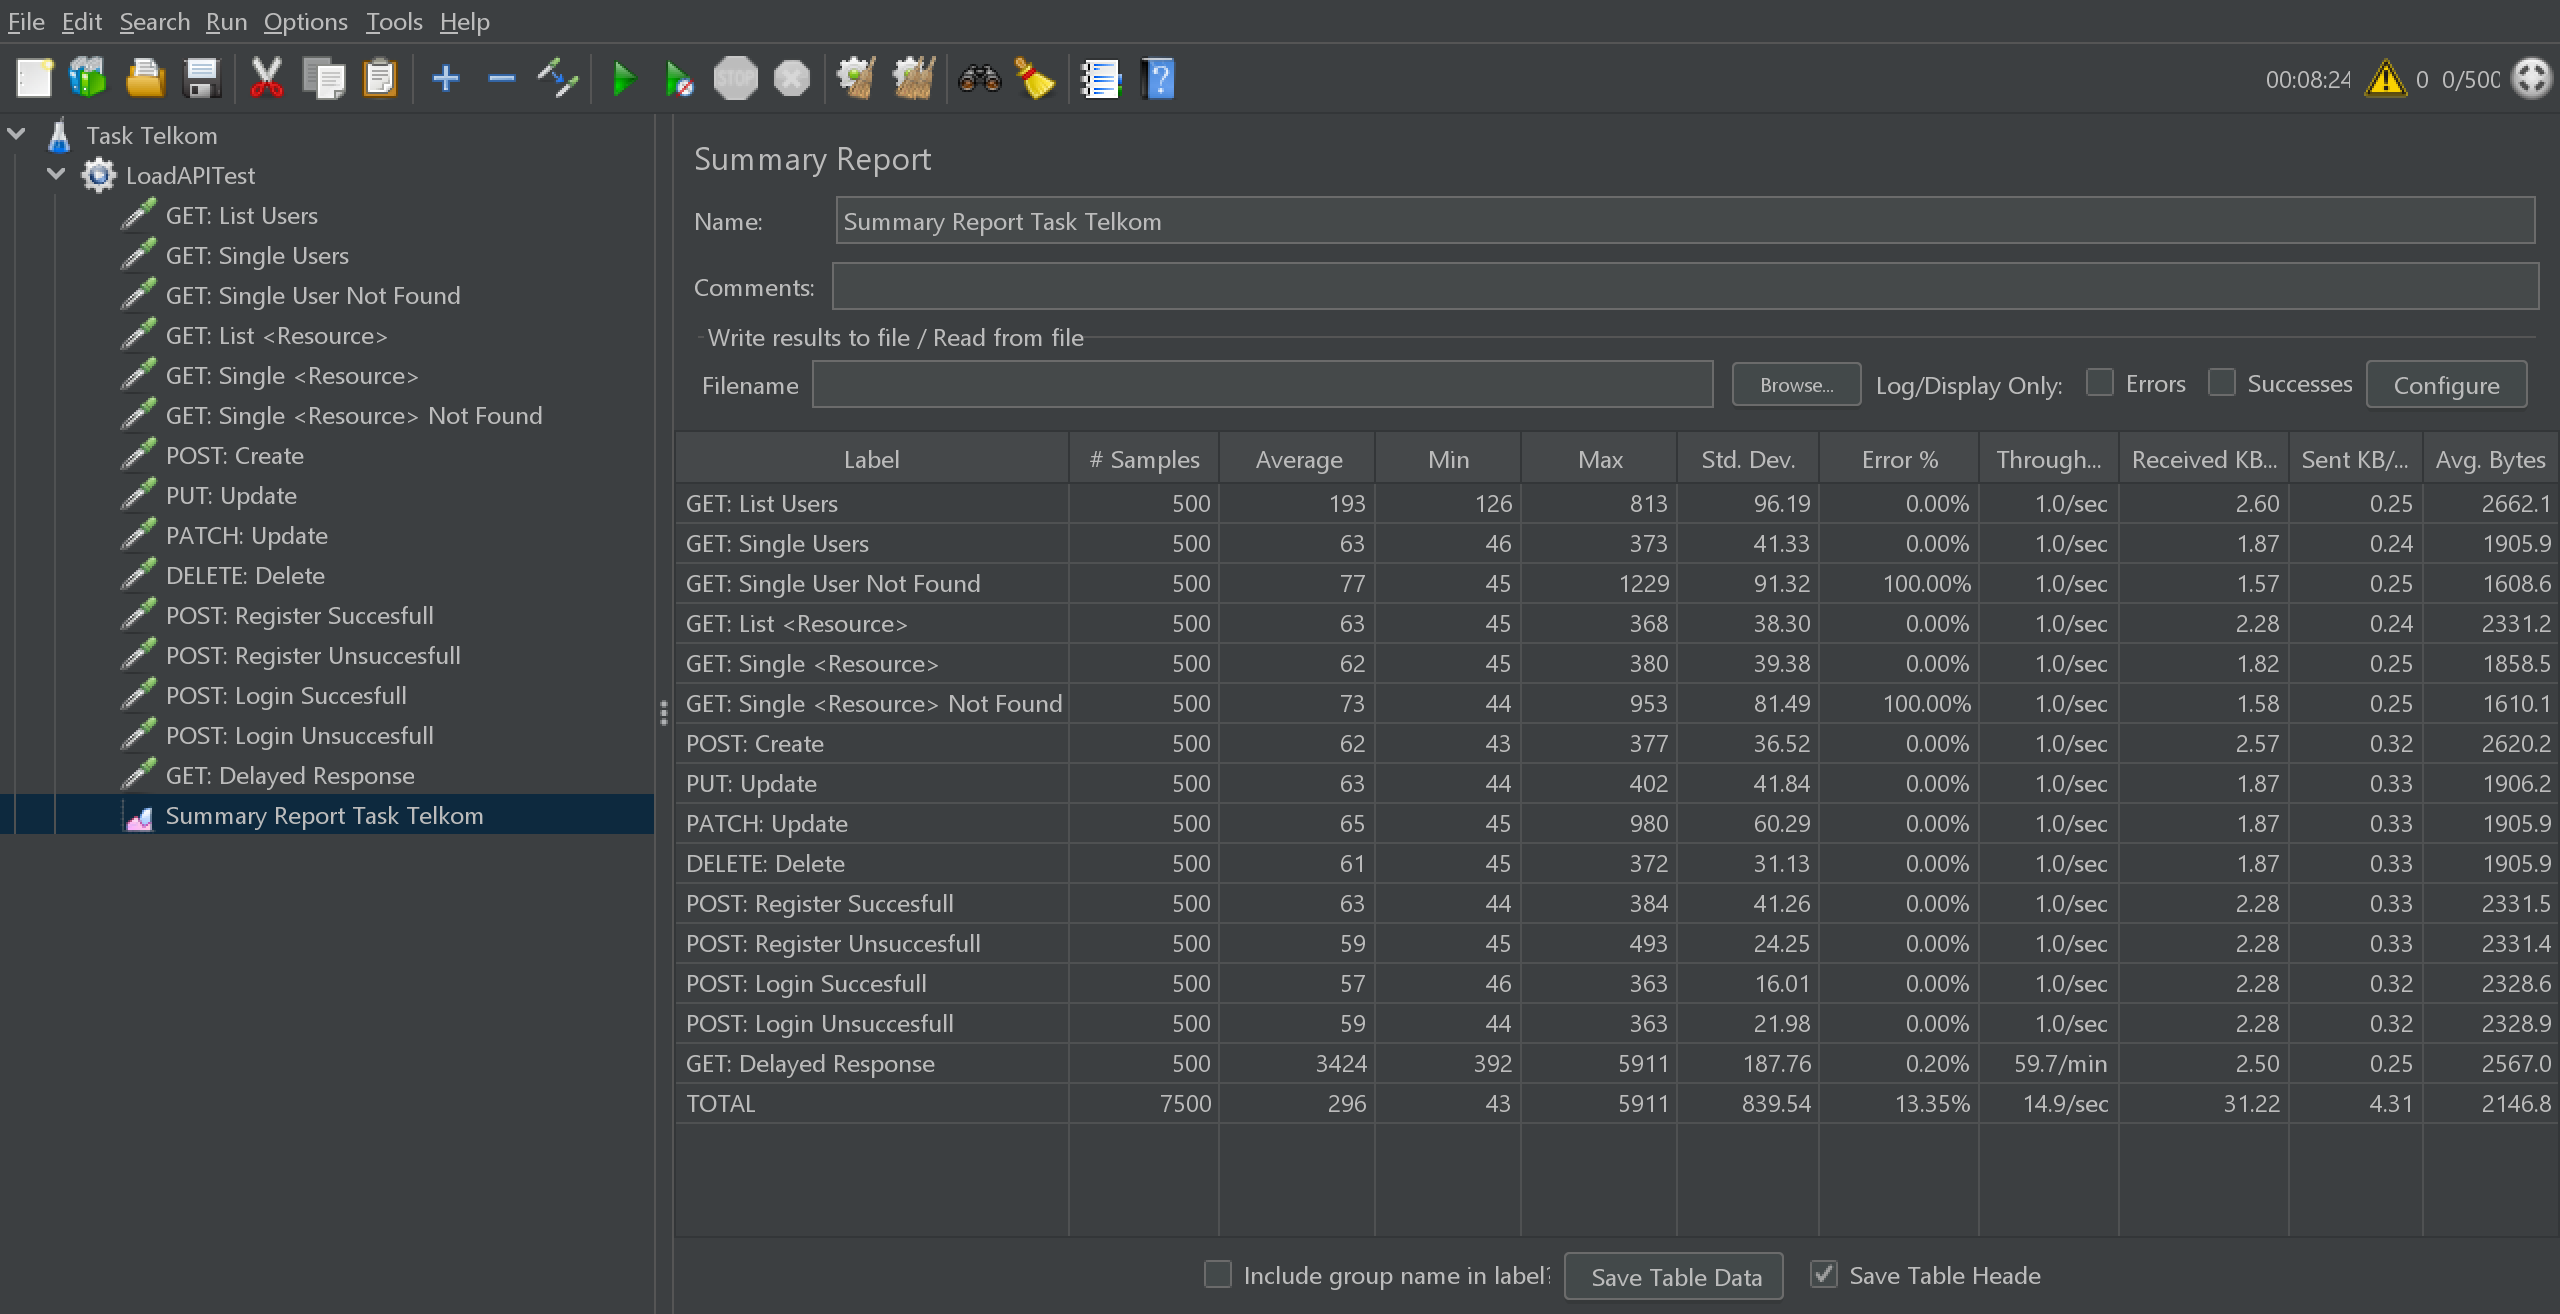 File Edit Search Run Options Tools Help
STOP
00:08:24 0 0/500
Task Telkom
LoadAPITest
GET: List Users
GET: Single Users
GET: Single User Not Found
GET: List <Resource>
GET: Single <Resource>
GET: Single <Resource> Not Found
POST: Create
PUT: Update
PATCH: Update
DELETE: Delete
POST: Register Succesfull
POST: Register Unsuccesfull
POST: Login Succesfull
POST: Login Unsuccesfull
GET: Delayed Response
Summary Report Task Telkom
Summary Report
Name: Summary Report Task Telkom
Comments:
Write results to file / Read from file
Filename Browse... Log/Display Only: Errors Successes Configure
Label # Samples Average Min Max Std. Dev. Error % Through... Received KB... Sent KB/... Avg. Bytes
GET: List Users 500 193 126 813 96.19 0.00% 1.0/sec 2.60 0.25 2662.1
GET: Single Users 500 63 46 373 41.33 0.00% 1.0/sec 1.87 0.24 1905.9
GET: Single User Not Found 500 77 45 1229 91.32 100.00% 1.0/sec 1.57 0.25 1608.6
GET: List <Resource> 500 63 45 368 38.30 0.00% 1.0/sec 2.28 0.24 2331.2
GET: Single <Resource> 500 62 45 380 39.38 0.00% 1.0/sec 1.82 0.25 1858.5
GET: Single <Resource> Not Found 500 73 44 953 81.49 100.00% 1.0/sec 1.58 0.25 1610.1
POST: Create 500 62 43 377 36.52 0.00% 1.0/sec 2.57 0.32 2620.2
PUT: Update 500 63 44 402 41.84 0.00% 1.0/sec 1.87 0.33 1906.2
PATCH: Update 500 65 45 980 60.29 0.00% 1.0/sec 1.87 0.33 1905.9
DELETE: Delete 500 61 45 372 31.13 0.00% 1.0/sec 1.87 0.33 1905.9
POST: Register Succesfull 500 63 44 384 41.26 0.00% 1.0/sec 2.28 0.33 2331.5
POST: Register Unsuccesfull 500 59 45 493 24.25 0.00% 1.0/sec 2.28 0.33 2331.4
POST: Login Succesfull 500 57 46 363 16.01 0.00% 1.0/sec 2.28 0.32 2328.6
POST: Login Unsuccesfull 500 59 44 363 21.98 0.00% 1.0/sec 2.28 0.32 2328.9
GET: Delayed Response 500 3424 392 5911 187.76 0.20% 59.7/min 2.50 0.25 2567.0
TOTAL 7500 296 43 5911 839.54 13.35% 14.9/sec 31.22 4.31 2146.8
Include group name in label? Save Table Data Save Table Heade